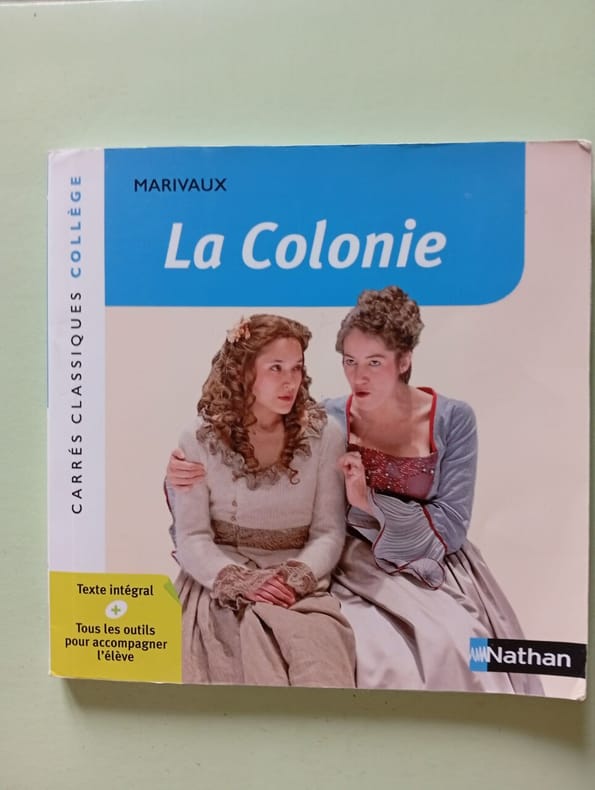 MARIVAUX
La Colonie
CARRÉS CLASSIQUES COLLÈGE
Texte intégral
+
Tous les outils
pour accompagner
l'élève
Nathan